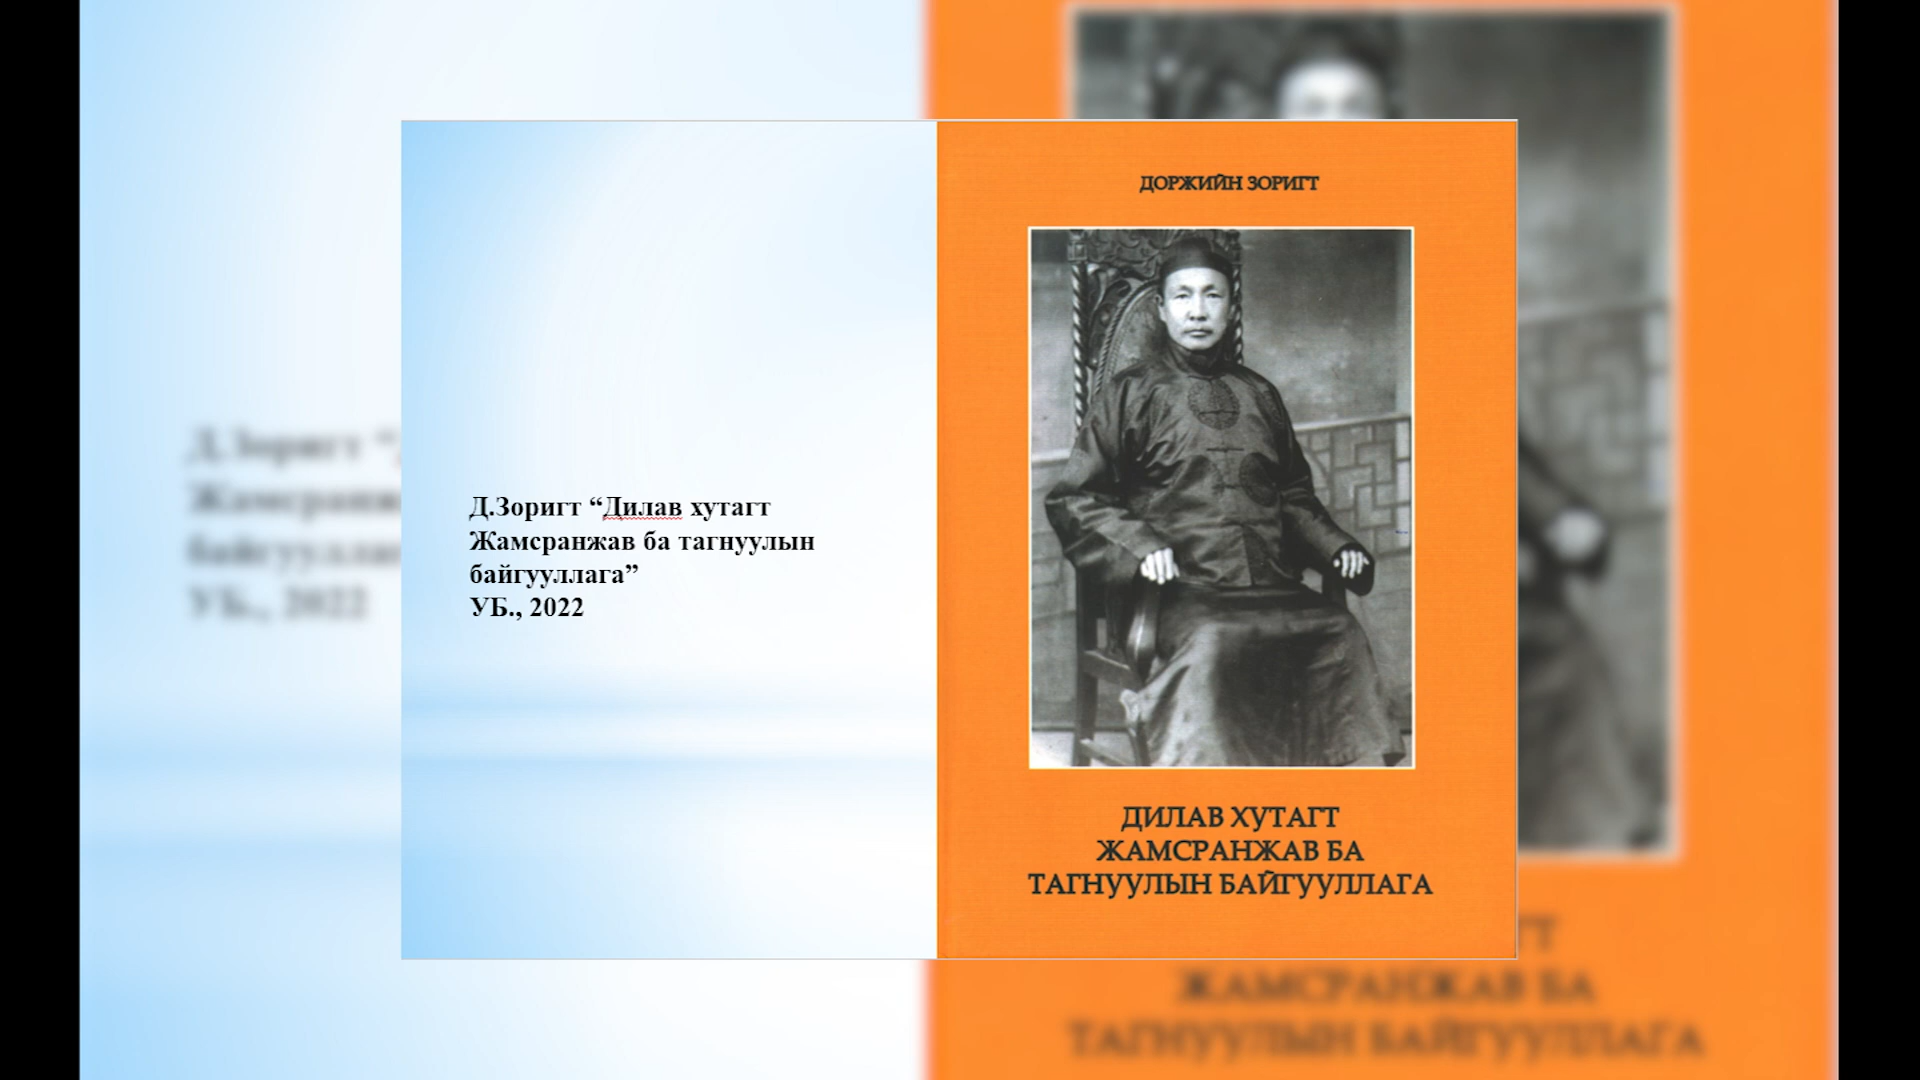 Д.Зоригт “Дилав хутагт
Жамсранжав ба тагнуулын
байгууллага”
УБ., 2022
ДОРЖИЙН ЗОРИГТ
ДИЛАВ ХУТАГТ
ЖАМСРАНЖАВ БА
ТАГНУУЛЫН БАЙГУУЛЛАГА